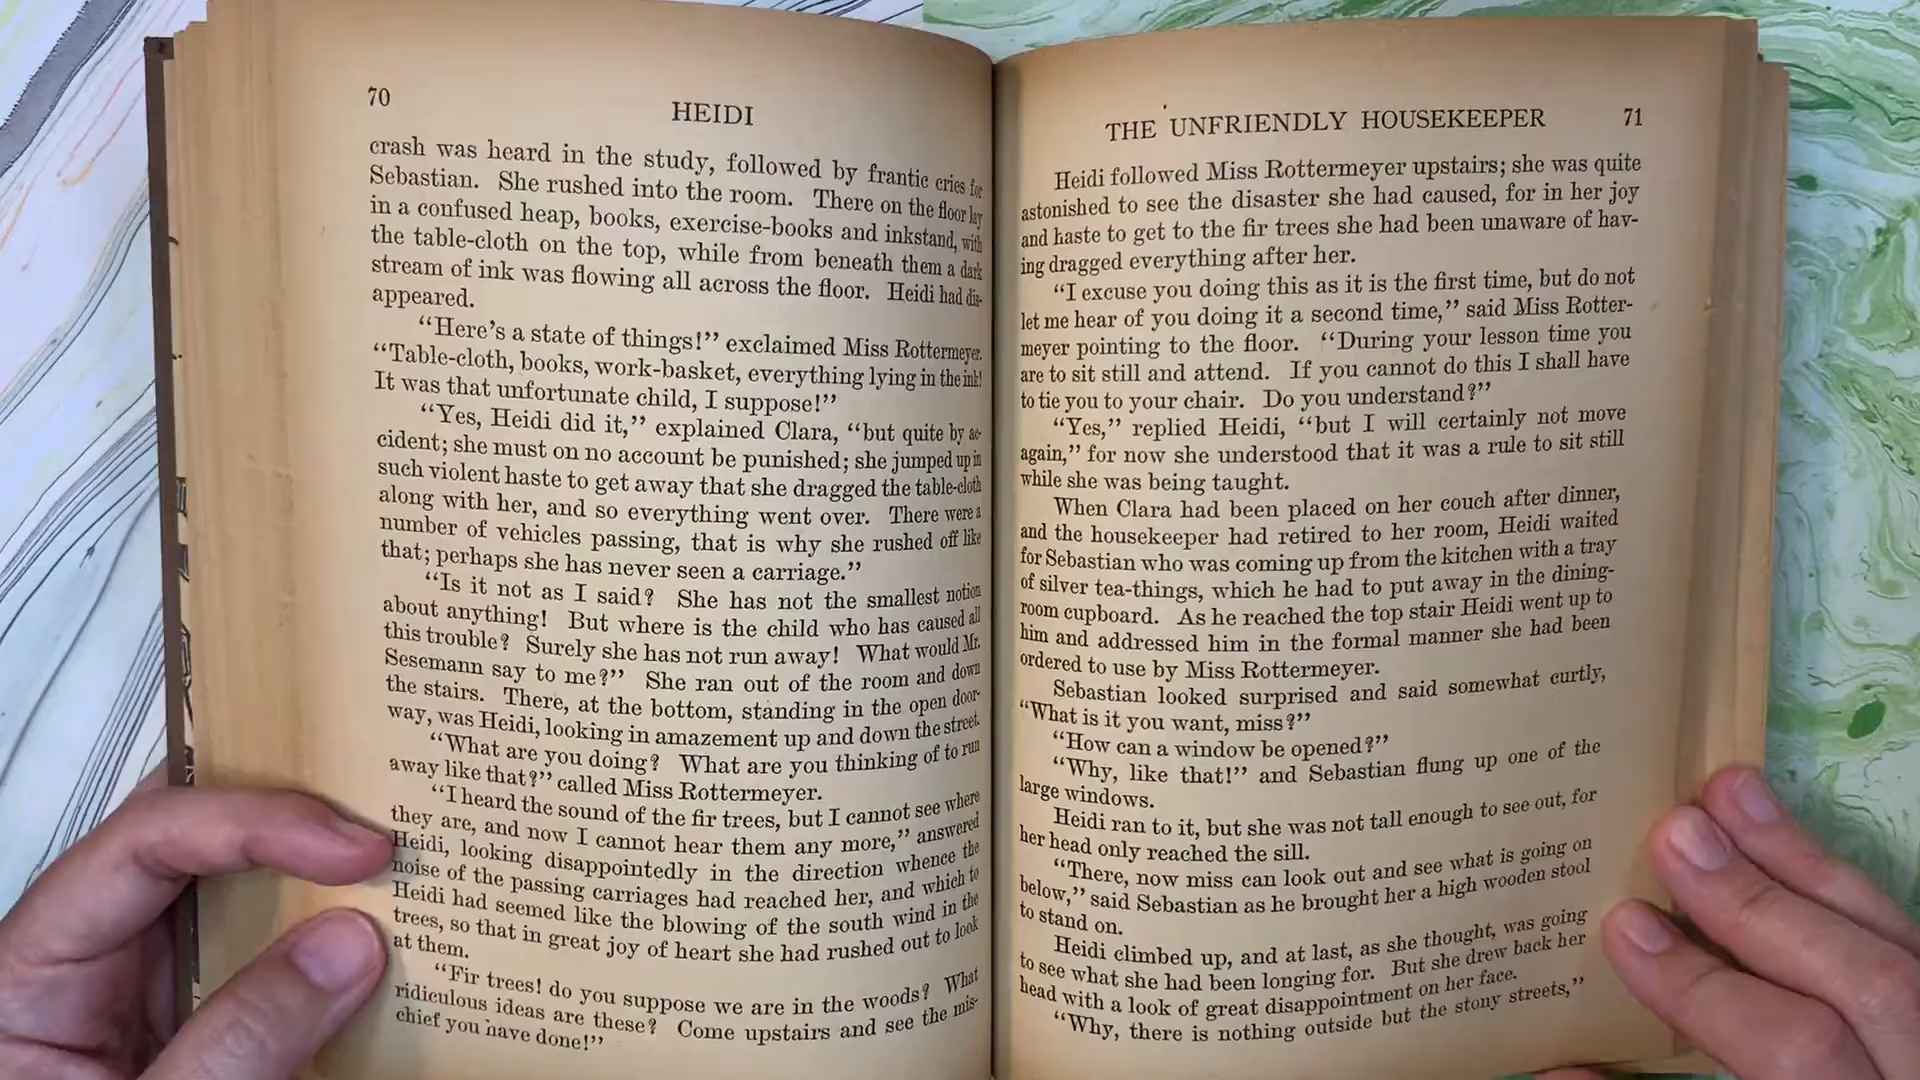 70
HEIDI
crash was heard in the study, followed by frantic cries for
Sebastian. She rushed into the room. There on the floor lay
in a confused heap, books, exercise-books and inkstand, with
the table-cloth on the top, while from beneath them a dark
stream of ink was flowing all across the floor. Heidi had dis-
appeared.
“Here’s a state of things!” exclaimed Miss Rottermeyer.
“Table-cloth, books, work-basket, everything lying in the ink!
It was that unfortunate child, I suppose!”
“Yes, Heidi did it,” explained Clara, “but quite by ac-
cident; she must on no account be punished; she jumped up in
such violent haste to get away that she dragged the table-cloth
along with her, and so everything went over. There were a
number of vehicles passing, that is why she rushed off like
that; perhaps she has never seen a carriage.”
“Is it not as I said? She has not the smallest notion
about anything! But where is the child who has caused all
this trouble? Surely she has not run away! What would Mr.
Sesemann say to me?” She ran out of the room and down
the stairs. There, at the bottom, standing in the open door-
way, was Heidi, looking in amazement up and down the street.
“What are you doing? What are you thinking of to run
away like that?” called Miss Rottermeyer.
“I heard the sound of the fir trees, but I cannot see where
they are, and now I cannot hear them any more,” answered
Heidi, looking disappointedly in the direction whence the
noise of the passing carriages had reached her, and which to
Heidi had seemed like the blowing of the south wind in the
trees, so that in great joy of heart she had rushed out to look
at them.
“Fir trees! do you suppose we are in the woods? What
ridiculous ideas are these? Come upstairs and see the mis-
chief you have done!”
THE UNFRIENDLY HOUSEKEEPER
71
Heidi followed Miss Rottermeyer upstairs; she was quite
astonished to see the disaster she had caused, for in her joy
and haste to get to the fir trees she had been unaware of hav-
ing dragged everything after her.
“I excuse you doing this as it is the first time, but do not
let me hear of you doing it a second time,” said Miss Rotter-
meyer pointing to the floor. “During your lesson time you
are to sit still and attend. If you cannot do this I shall have
to tie you to your chair. Do you understand?”
“Yes,” replied Heidi, “but I will certainly not move
again,” for now she understood that it was a rule to sit still
while she was being taught.
When Clara had been placed on her couch after dinner,
and the housekeeper had retired to her room, Heidi waited
for Sebastian who was coming up from the kitchen with a tray
of silver tea-things, which he had to put away in the dining-
room cupboard. As he reached the top stair Heidi went up to
him and addressed him in the formal manner she had been
ordered to use by Miss Rottermeyer.
Sebastian looked surprised and said somewhat curtly,
“What is it you want, miss?”
“How can a window be opened?”
“Why, like that!” and Sebastian flung up one of the
large windows.
Heidi ran to it, but she was not tall enough to see out, for
her head only reached the sill.
“There, now miss can look out and see what is going on
below,” said Sebastian as he brought her a high wooden stool
to stand on.
Heidi climbed up, and at last, as she thought, was going
to see what she had been longing for. But she drew back her
head with a look of great disappointment on her face.
“Why, there is nothing outside but the stony streets,”